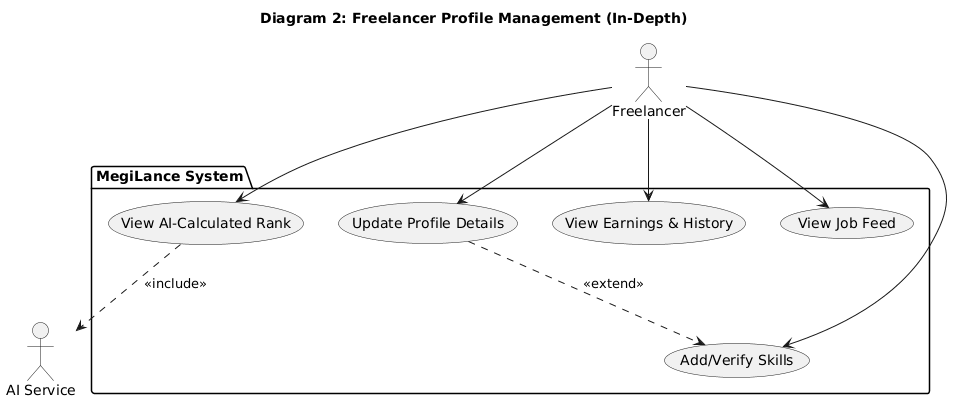 Diagram 2: Freelancer Profile Management (In-Depth)
Freelancer
MegiLance System
View AI-Calculated Rank
Update Profile Details
View Earnings & History
View Job Feed
«include»
«extend»
Add/Verify Skills
AI Service